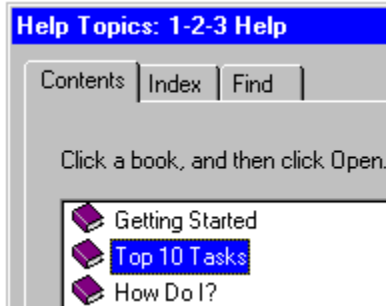 Help Topics: 1-2-3 Help
Contents Index Find
Click a book, and then click Open.
Getting Started
Top 10 Tasks
How Do I?